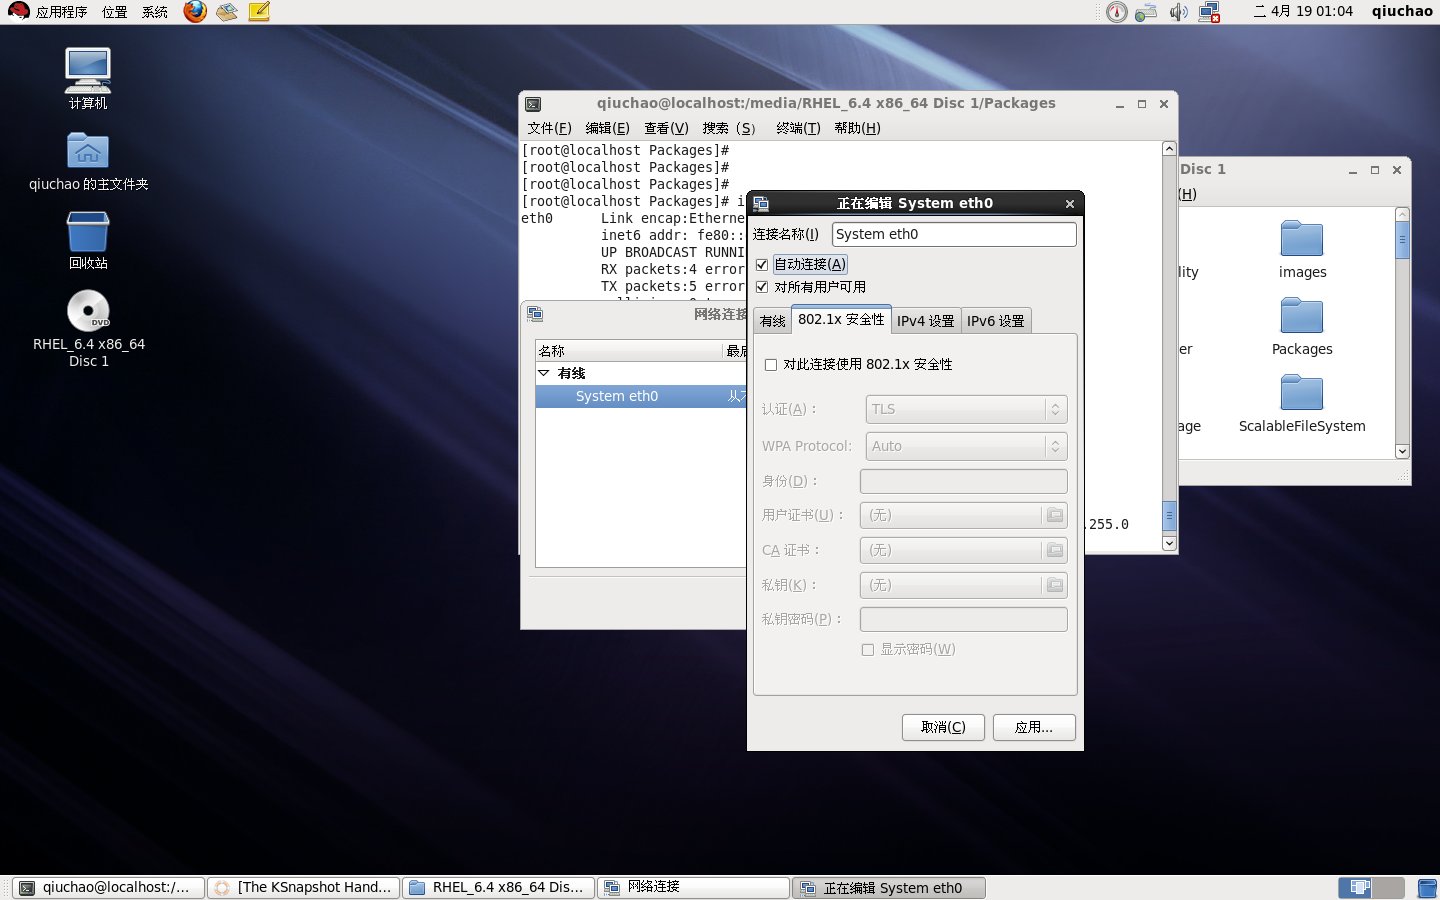 应用程序 位置 系统
二 4月 19 01:04 qiuchao
计算机
qiuchao 的主文件夹
回收站
DVD
RHEL_6.4 x86_64
Disc 1
qiuchao@localhost:/media/RHEL_6.4 x86_64 Disc 1/Packages
文件(F) 编辑(E) 查看(V) 搜索 (S) 终端(T) 帮助(H)
[root@localhost Packages]#
[root@localhost Packages]#
[root@localhost Packages]#
[root@localhost Packages]# i
eth0 Link encap:Etherne
inet6 addr: fe80::
UP BROADCAST RUNNI
RX packets:4 error
TX packets:5 error
.255.0
Disc 1
(H)
lity
images
er
Packages
age
ScalableFileSystem
网络连接
名称 最后
有线
System eth0 从不
正在编辑 System eth0
连接名称(I) System eth0
自动连接(A)
对所有用户可用
有线 802.1x 安全性 IPv4 设置 IPv6 设置
对此连接使用 802.1x 安全性
认证(A)： TLS
WPA Protocol: Auto
身份(D)：
用户证书(U)： (无)
CA 证书： (无)
私钥(K)： (无)
私钥密码(P)：
显示密码(W)
取消(C) 应用...
qiuchao@localhost:/... [The KSnapshot Hand... RHEL_6.4 x86_64 Dis... 网络连接 正在编辑 System eth0